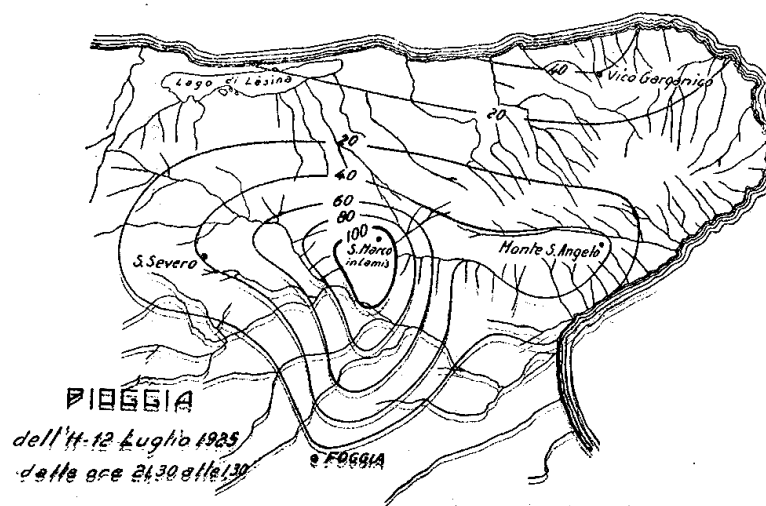 40
Vico Garganico
Lago di Lesina
20
20
40
60
80
100
S. Marco
in Lamis
S. Severo
Monte S. Angelo
PIOGGIA
dell'11-12 Luglio 1925
dalle ore 21,30 alle 1,30
FOGGIA